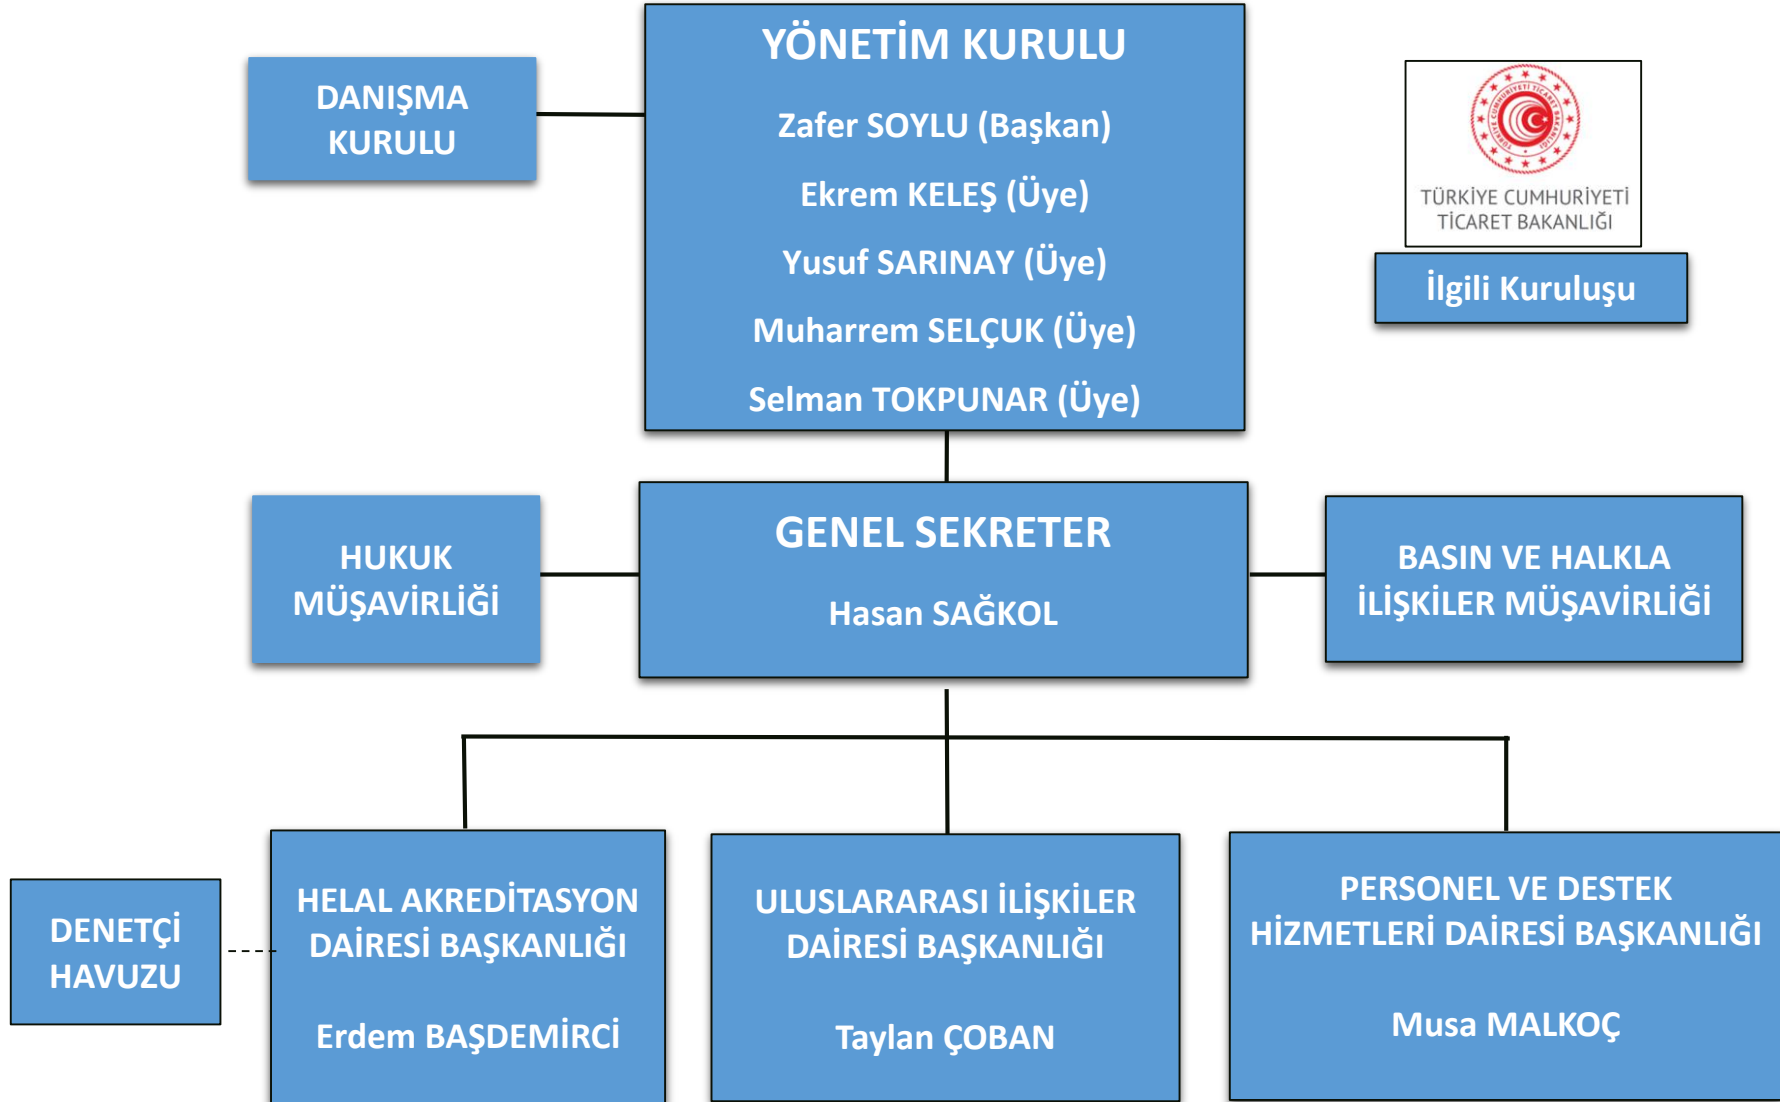 YÖNETİM KURULU
Zafer SOYLU (Başkan)
Ekrem KELEŞ (Üye)
Yusuf SARINAY (Üye)
Muharrem SELÇUK (Üye)
Selman TOKPUNAR (Üye)
DANIŞMA
KURULU
TÜRKİYE CUMHURİYETİ
TİCARET BAKANLIĞI
İlgili Kuruluşu
HUKUK
MÜŞAVİRLİĞİ
GENEL SEKRETER
Hasan SAĞKOL
BASIN VE HALKLA
İLİŞKİLER MÜŞAVİRLİĞİ
DENETÇİ
HAVUZU
HELAL AKREDİTASYON
DAİRESİ BAŞKANLIĞI
Erdem BAŞDEMİRCİ
ULUSLARARASI İLİŞKİLER
DAİRESİ BAŞKANLIĞI
Taylan ÇOBAN
PERSONEL VE DESTEK
HİZMETLERİ DAİRESİ BAŞKANLIĞI
Musa MALKOÇ